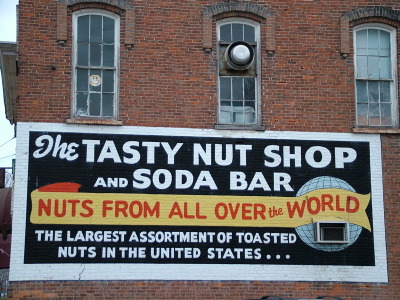 The TASTY NUT SHOP
AND SODA BAR
NUTS FROM ALL OVER the WORLD
THE LARGEST ASSORTMENT OF TOASTED
NUTS IN THE UNITED STATES . . .